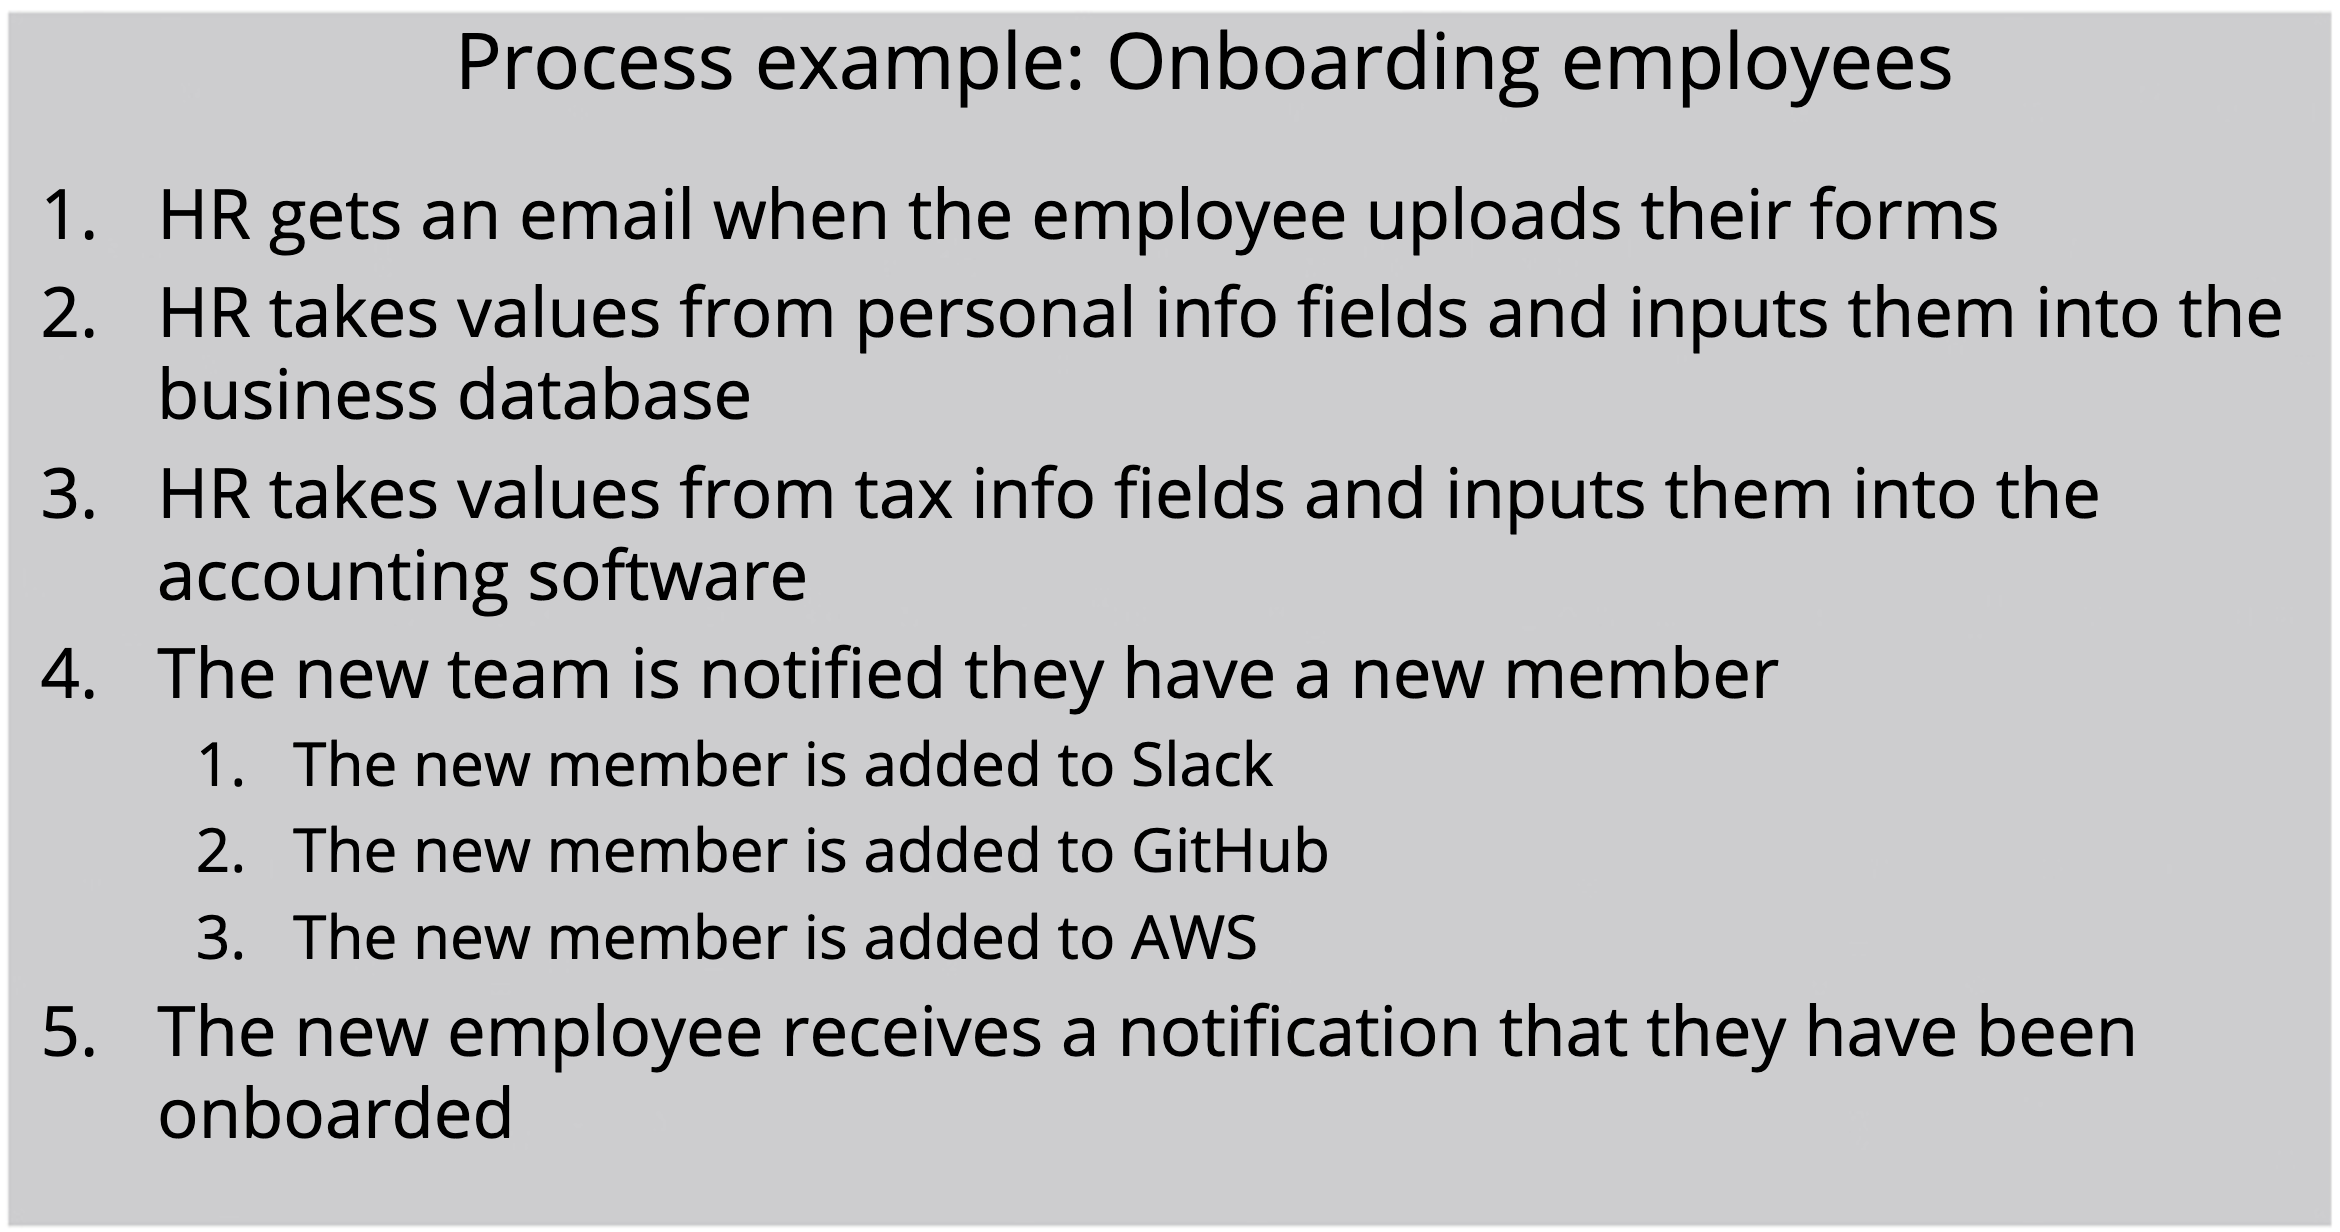 Process example: Onboarding employees
1. HR gets an email when the employee uploads their forms
2. HR takes values from personal info fields and inputs them into the
business database
3. HR takes values from tax info fields and inputs them into the
accounting software
4. The new team is notified they have a new member
1. The new member is added to Slack
2. The new member is added to GitHub
3. The new member is added to AWS
5. The new employee receives a notification that they have been
onboarded